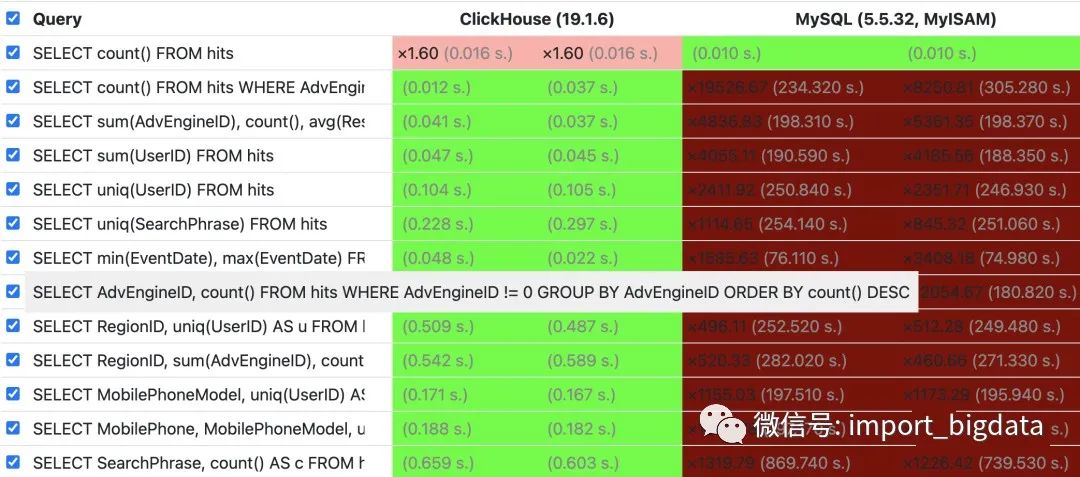 Query ClickHouse (19.1.6) MySQL (5.5.32, MyISAM)
SELECT count() FROM hits ×1.60 (0.016 s.) ×1.60 (0.016 s.) (0.010 s.) (0.010 s.)
SELECT count() FROM hits WHERE AdvEngin (0.012 s.) (0.037 s.) ×19526.67 (234.320 s.) ×8250.81 (305.280 s.)
SELECT sum(AdvEngineID), count(), avg(Res (0.041 s.) (0.037 s.) ×4836.83 (198.310 s.) ×5361.35 (198.370 s.)
SELECT sum(UserID) FROM hits (0.047 s.) (0.045 s.) ×4055.11 (190.590 s.) ×4185.56 (188.350 s.)
SELECT uniq(UserID) FROM hits (0.104 s.) (0.105 s.) ×2411.92 (250.840 s.) ×2351.71 (246.930 s.)
SELECT uniq(SearchPhrase) FROM hits (0.228 s.) (0.297 s.) ×1114.65 (254.140 s.) ×845.32 (251.060 s.)
SELECT min(EventDate), max(EventDate) FR (0.048 s.) (0.022 s.) ×1585.63 (76.110 s.) ×3408.18 (74.980 s.)
SELECT AdvEngineID, count() FROM hits WHERE AdvEngineID != 0 GROUP BY AdvEngineID ORDER BY count() DESC (180.820 s.)
SELECT RegionID, uniq(UserID) AS u FROM (0.509 s.) (0.487 s.) ×496.11 (252.520 s.) ×512.28 (249.480 s.)
SELECT RegionID, sum(AdvEngineID), count (0.542 s.) (0.589 s.) ×520.33 (282.020 s.) ×460.66 (271.330 s.)
SELECT MobilePhoneModel, uniq(UserID) AS (0.171 s.) (0.167 s.) ×1155.03 (197.510 s.) ×1173.29 (195.940 s.)
SELECT MobilePhone, MobilePhoneModel, u (0.188 s.) (0.182 s.)
微信号: import_bigdata
SELECT SearchPhrase, count() AS c FROM h (0.659 s.) (0.603 s.) ×1319.79 (869.740 s.) ×1226.42 (739.530 s.)